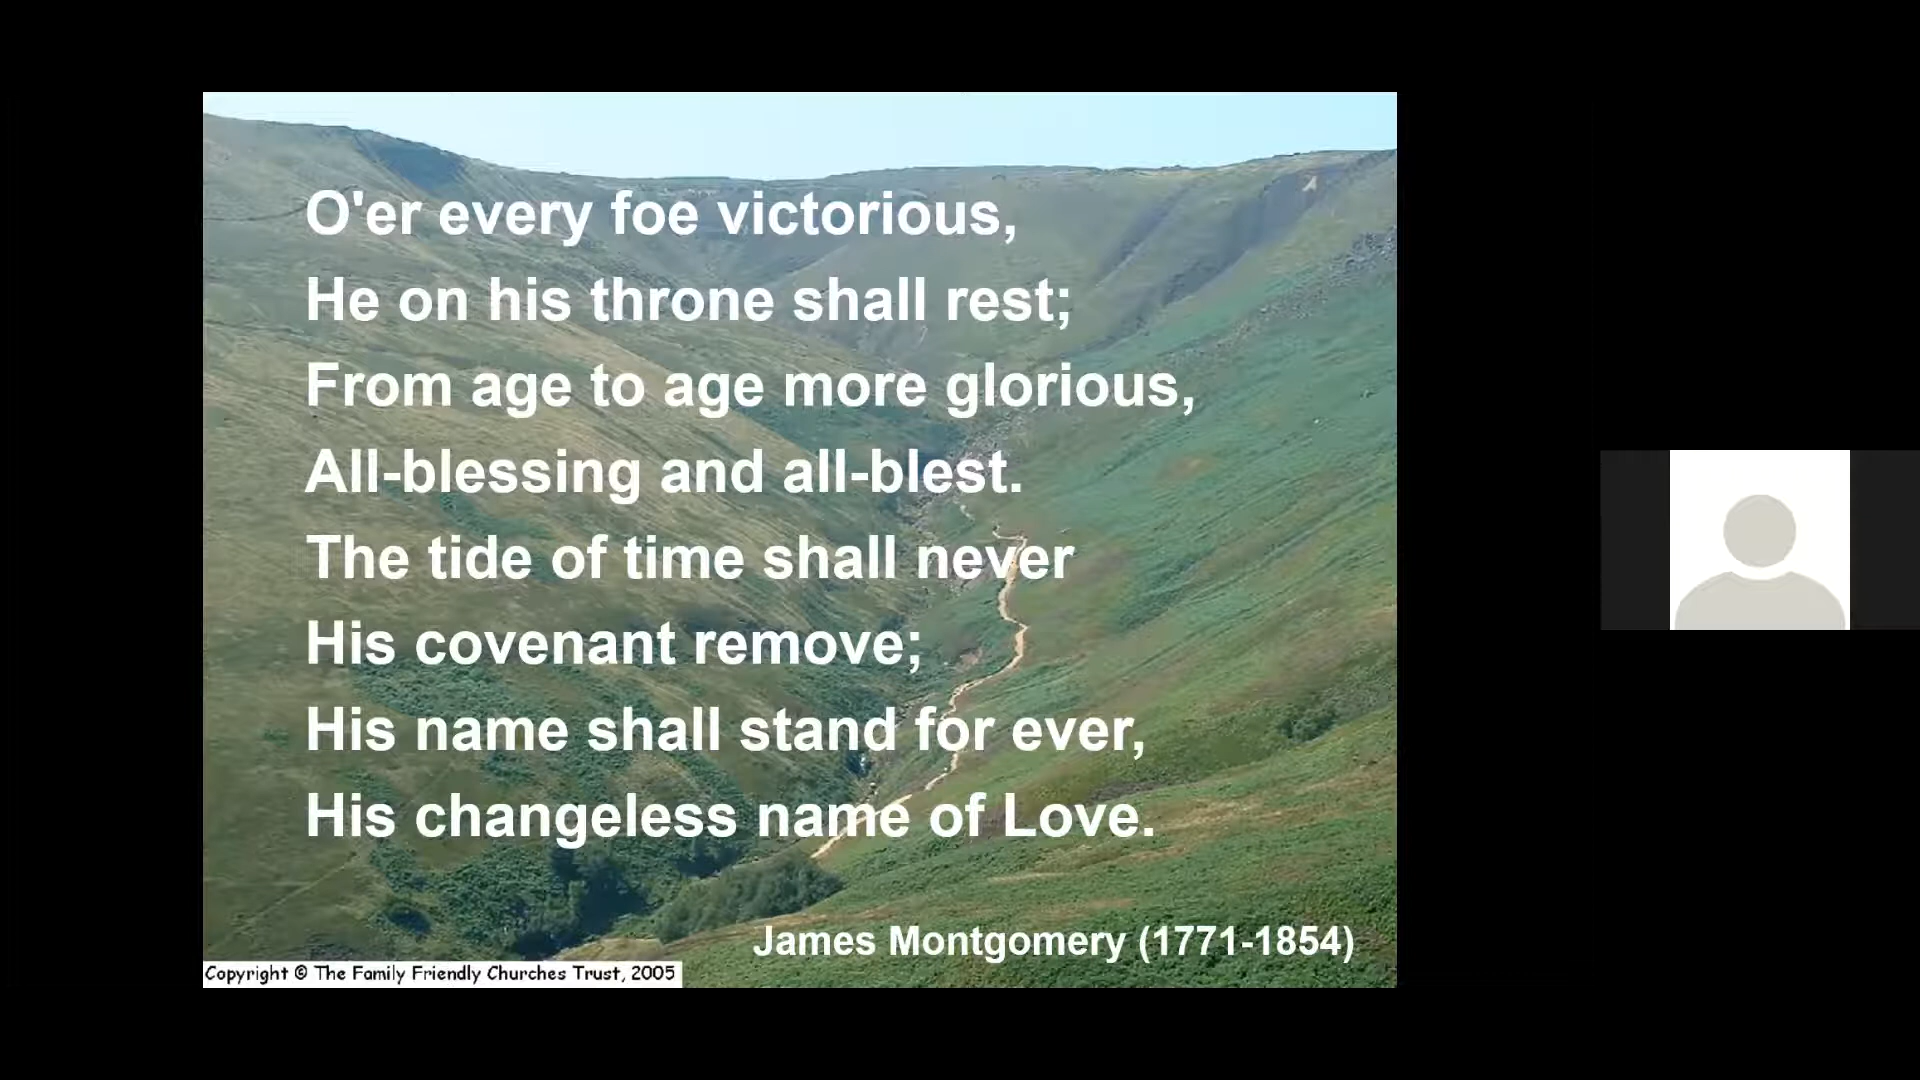 O'er every foe victorious,
He on his throne shall rest;
From age to age more glorious,
All-blessing and all-blest.
The tide of time shall never
His covenant remove;
His name shall stand for ever,
His changeless name of Love.
James Montgomery (1771-1854)
Copyright © The Family Friendly Churches Trust, 2005